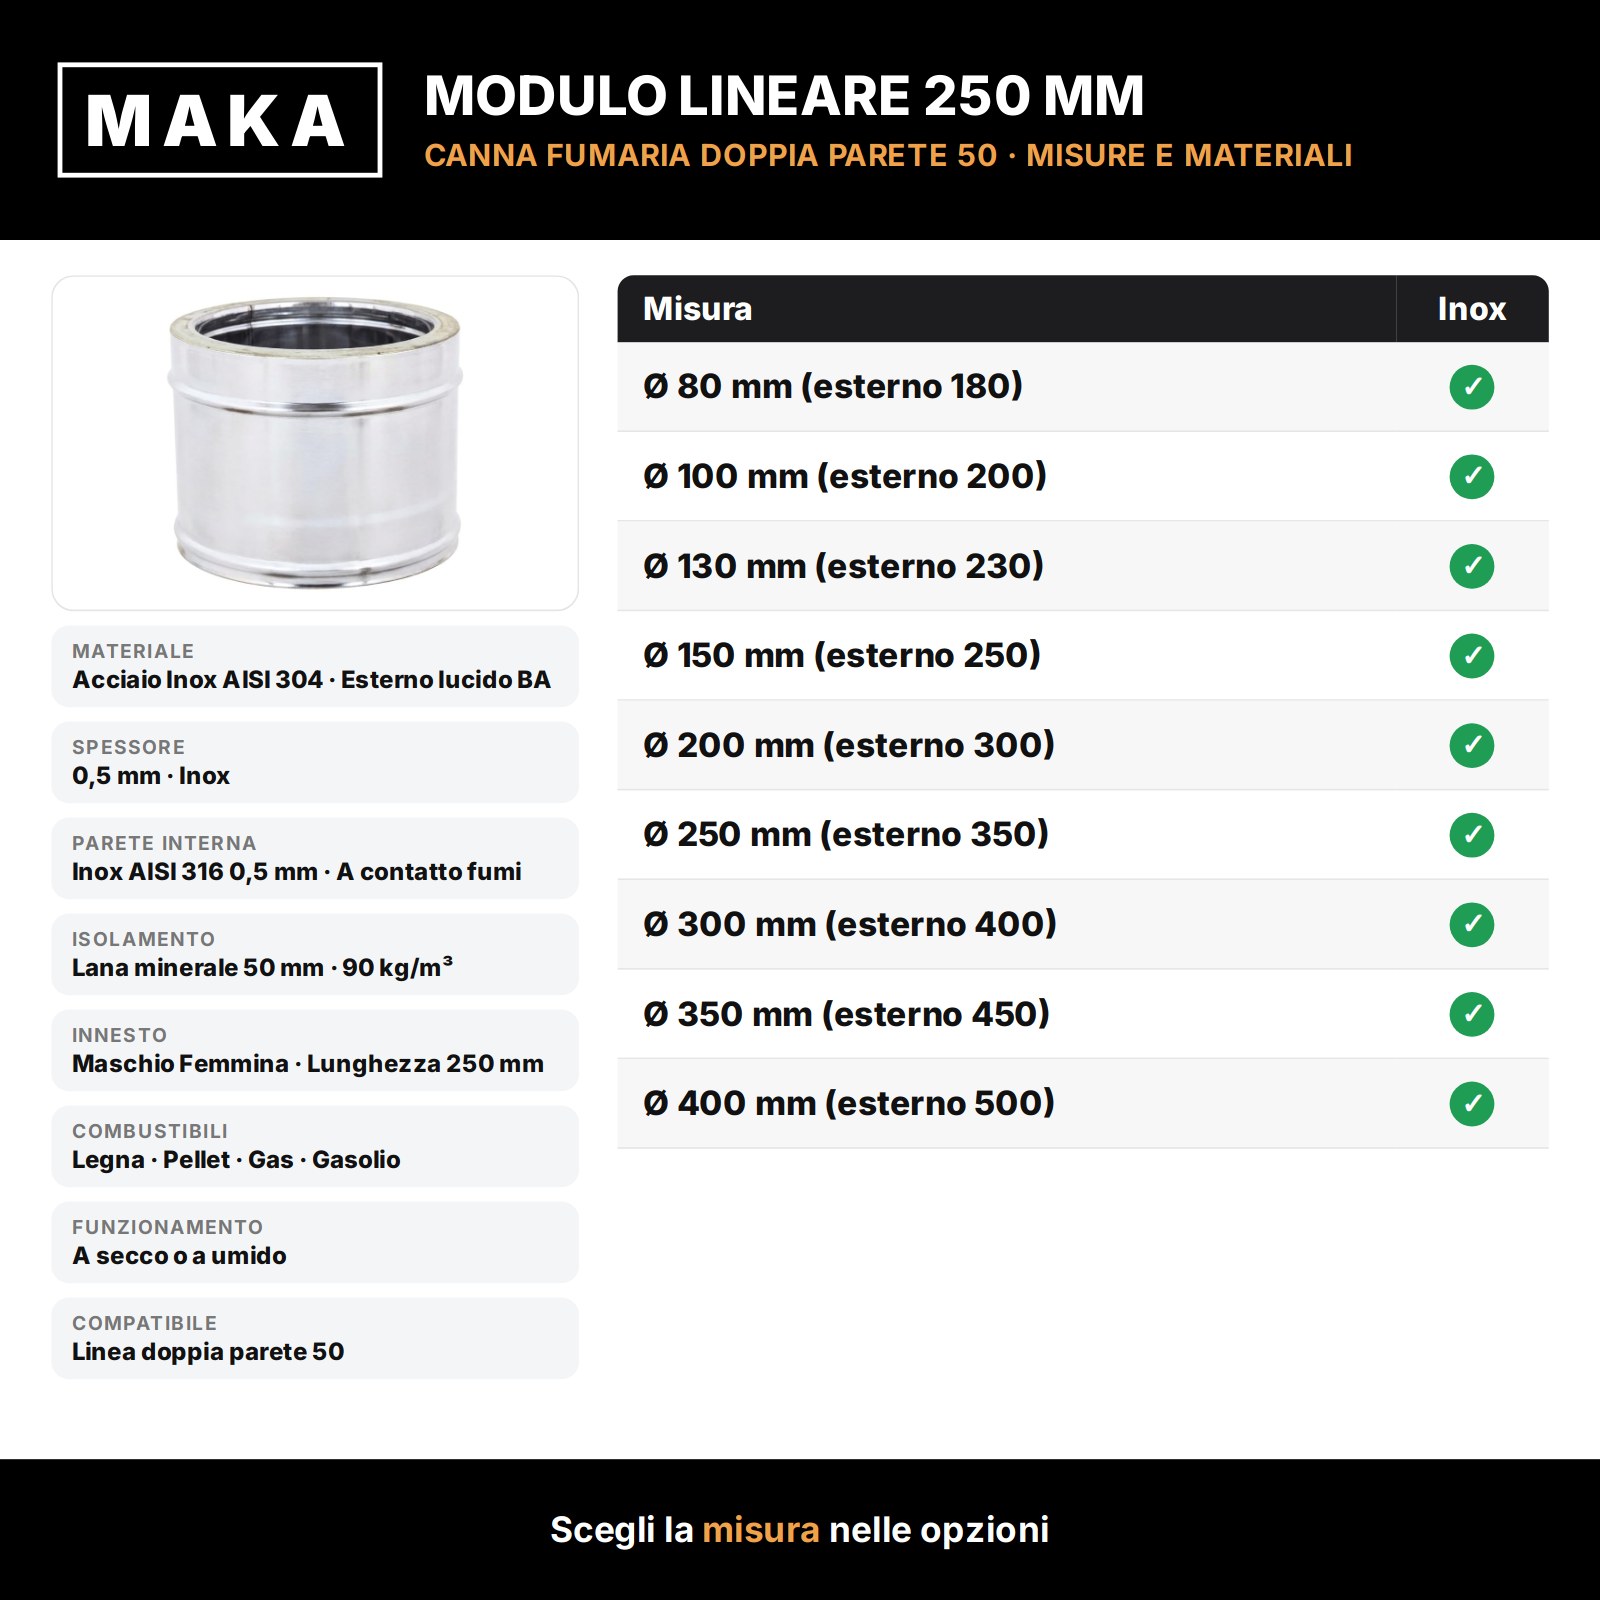 MAKA
MODULO LINEARE 250 MM
CANNA FUMARIA DOPPIA PARETE 50 · MISURE E MATERIALI
MATERIALE
Acciaio Inox AISI 304 · Esterno lucido BA
SPESSORE
0,5 mm · Inox
PARETE INTERNA
Inox AISI 316 0,5 mm · A contatto fumi
ISOLAMENTO
Lana minerale 50 mm · 90 kg/m³
INNESTO
Maschio Femmina · Lunghezza 250 mm
COMBUSTIBILI
Legna · Pellet · Gas · Gasolio
FUNZIONAMENTO
A secco o a umido
COMPATIBILE
Linea doppia parete 50
Misura Inox
Ø 80 mm (esterno 180) ✓
Ø 100 mm (esterno 200) ✓
Ø 130 mm (esterno 230) ✓
Ø 150 mm (esterno 250) ✓
Ø 200 mm (esterno 300) ✓
Ø 250 mm (esterno 350) ✓
Ø 300 mm (esterno 400) ✓
Ø 350 mm (esterno 450) ✓
Ø 400 mm (esterno 500) ✓
Scegli la misura nelle opzioni